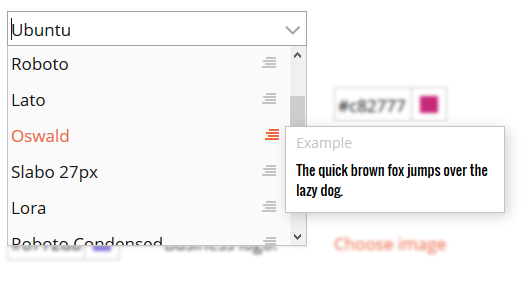 Ubuntu
Roboto
Lato
#c82777
Oswald
Example
The quick brown fox jumps over the
lazy dog.
Slabo 27px
Lora
Roboto Condensed
Choose image